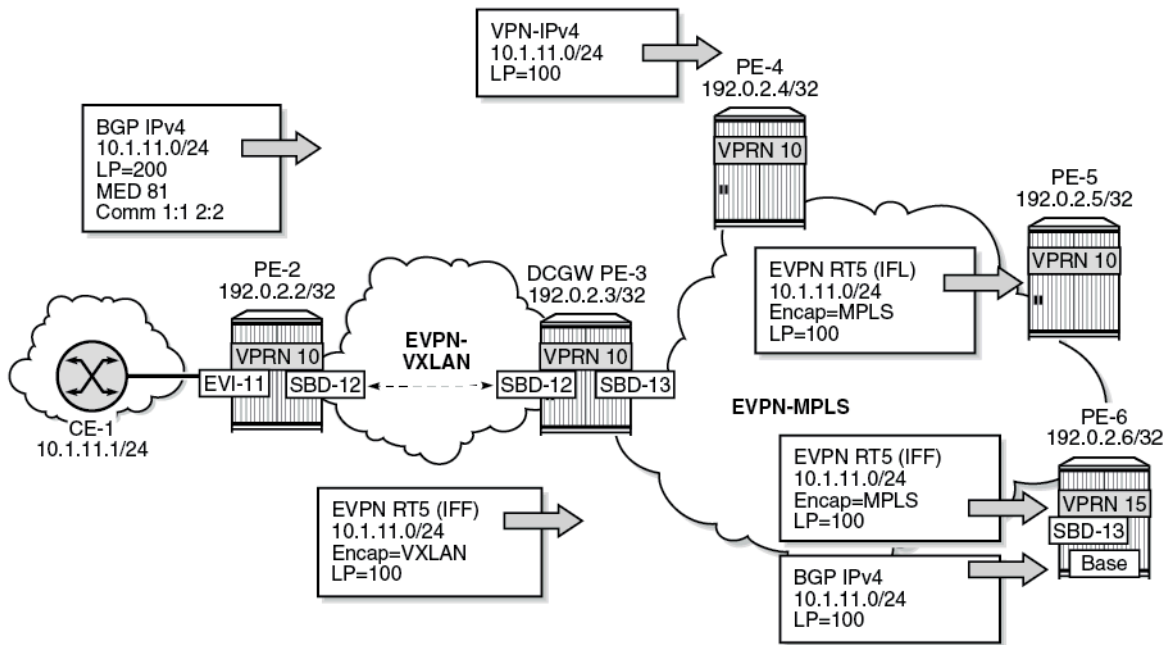 VPN-IPv4
10.1.11.0/24
LP=100
PE-4
192.0.2.4/32
VPRN 10
BGP IPv4
10.1.11.0/24
LP=200
MED 81
Comm 1:1 2:2
PE-5
192.0.2.5/32
VPRN 10
EVPN RT5 (IFL)
10.1.11.0/24
Encap=MPLS
LP=100
PE-2
192.0.2.2/32
VPRN 10
EVI-11
SBD-12
EVPN-
VXLAN
DCGW PE-3
192.0.2.3/32
VPRN 10
SBD-12
SBD-13
CE-1
10.1.11.1/24
EVPN-MPLS
PE-6
192.0.2.6/32
VPRN 15
SBD-13
Base
EVPN RT5 (IFF)
10.1.11.0/24
Encap=MPLS
LP=100
EVPN RT5 (IFF)
10.1.11.0/24
Encap=VXLAN
LP=100
BGP IPv4
10.1.11.0/24
LP=100